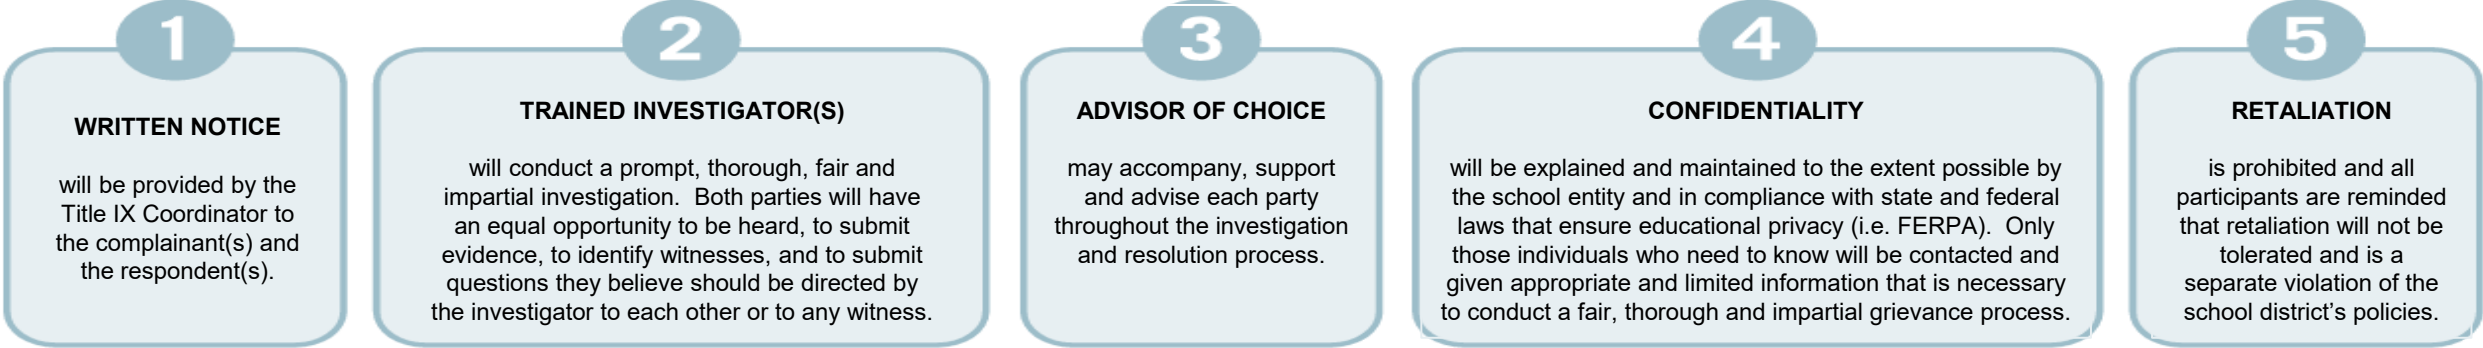 1
WRITTEN NOTICE
will be provided by the
Title IX Coordinator to
the complainant(s) and
the respondent(s).
2
TRAINED INVESTIGATOR(S)
will conduct a prompt, thorough, fair and
impartial investigation.  Both parties will have
an equal opportunity to be heard, to submit
evidence, to identify witnesses, and to submit
questions they believe should be directed by
the investigator to each other or to any witness.
3
ADVISOR OF CHOICE
may accompany, support
and advise each party
throughout the investigation
and resolution process.
4
CONFIDENTIALITY
will be explained and maintained to the extent possible by
the school entity and in compliance with state and federal
laws that ensure educational privacy (i.e. FERPA).  Only
those individuals who need to know will be contacted and
given appropriate and limited information that is necessary
to conduct a fair, thorough and impartial grievance process.
5
RETALIATION
is prohibited and all
participants are reminded
that retaliation will not be
tolerated and is a
separate violation of the
school district’s policies.